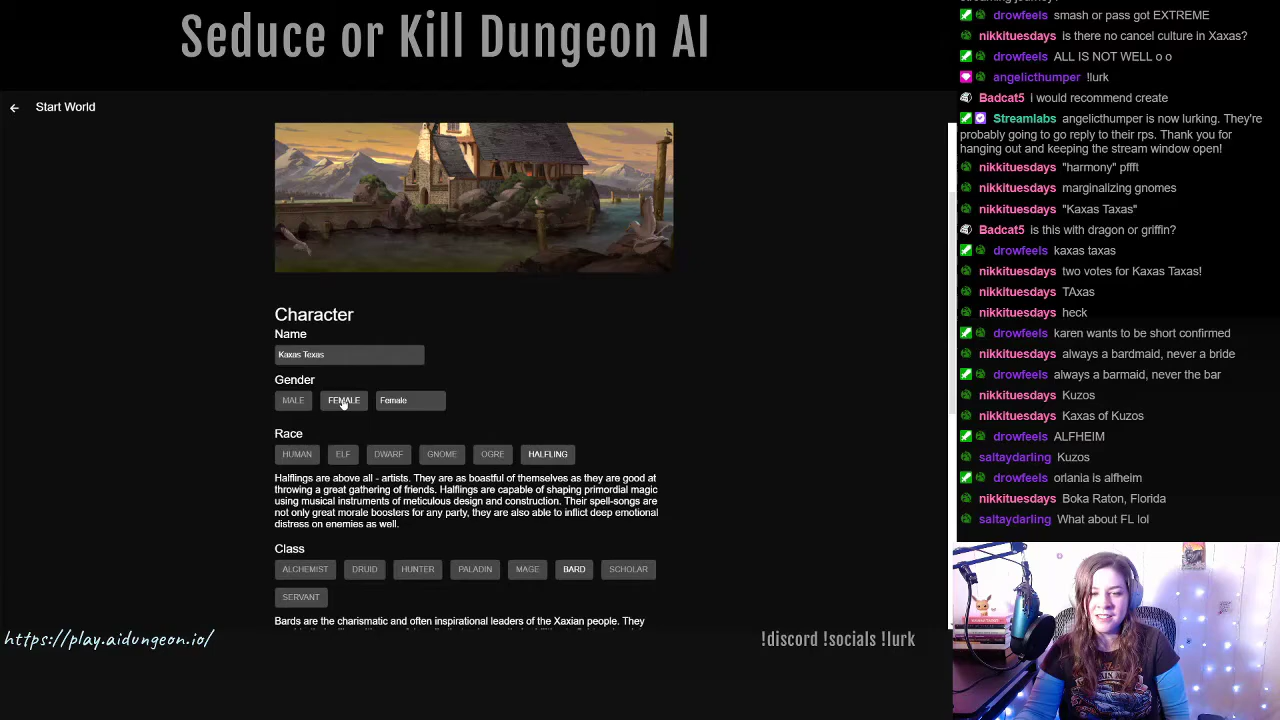 Seduce or Kill Dungeon AI
Start World
Character
Name
Kaxas Texas
Gender
MALE FEMALE Female
Race
HUMAN ELF DWARF GNOME OGRE HALFLING
Halflings are above all - artists. They are as boastful of themselves as they are good at
throwing a great gathering of friends. Halflings are capable of shaping primordial magic
using musical instruments of meticulous design and construction. Their spell-songs are
not only great morale boosters for any party, they are also able to inflict deep emotional
distress on enemies as well.
Class
ALCHEMIST DRUID HUNTER PALADIN MAGE BARD SCHOLAR
SERVANT
Bards are the charismatic and often inspirational leaders of the Xaxian people. They
https://play.aidungeon.io/
!discord !socials !lurk
drowfeels smash or pass got EXTREME
nikkituesdays is there no cancel culture in Xaxas?
drowfeels ALL IS NOT WELL o o
angelicthumper !lurk
Badcat5 i would recommend create
Streamlabs angelicthumper is now lurking. They're
probably going to go reply to their rps. Thank you for
hanging out and keeping the stream window open!
nikkituesdays "harmony" pffft
nikkituesdays marginalizing gnomes
nikkituesdays "Kaxas Taxas"
Badcat5 is this with dragon or griffin?
drowfeels kaxas taxas
nikkituesdays two votes for Kaxas Taxas!
nikkituesdays TAxas
nikkituesdays heck
drowfeels karen wants to be short confirmed
nikkituesdays always a bardmaid, never a bride
drowfeels always a barmaid, never the bar
nikkituesdays Kuzos
nikkituesdays Kaxas of Kuzos
drowfeels ALFHEIM
saltaydarling Kuzos
drowfeels orlania is alfheim
nikkituesdays Boka Raton, Florida
saltaydarling What about FL lol